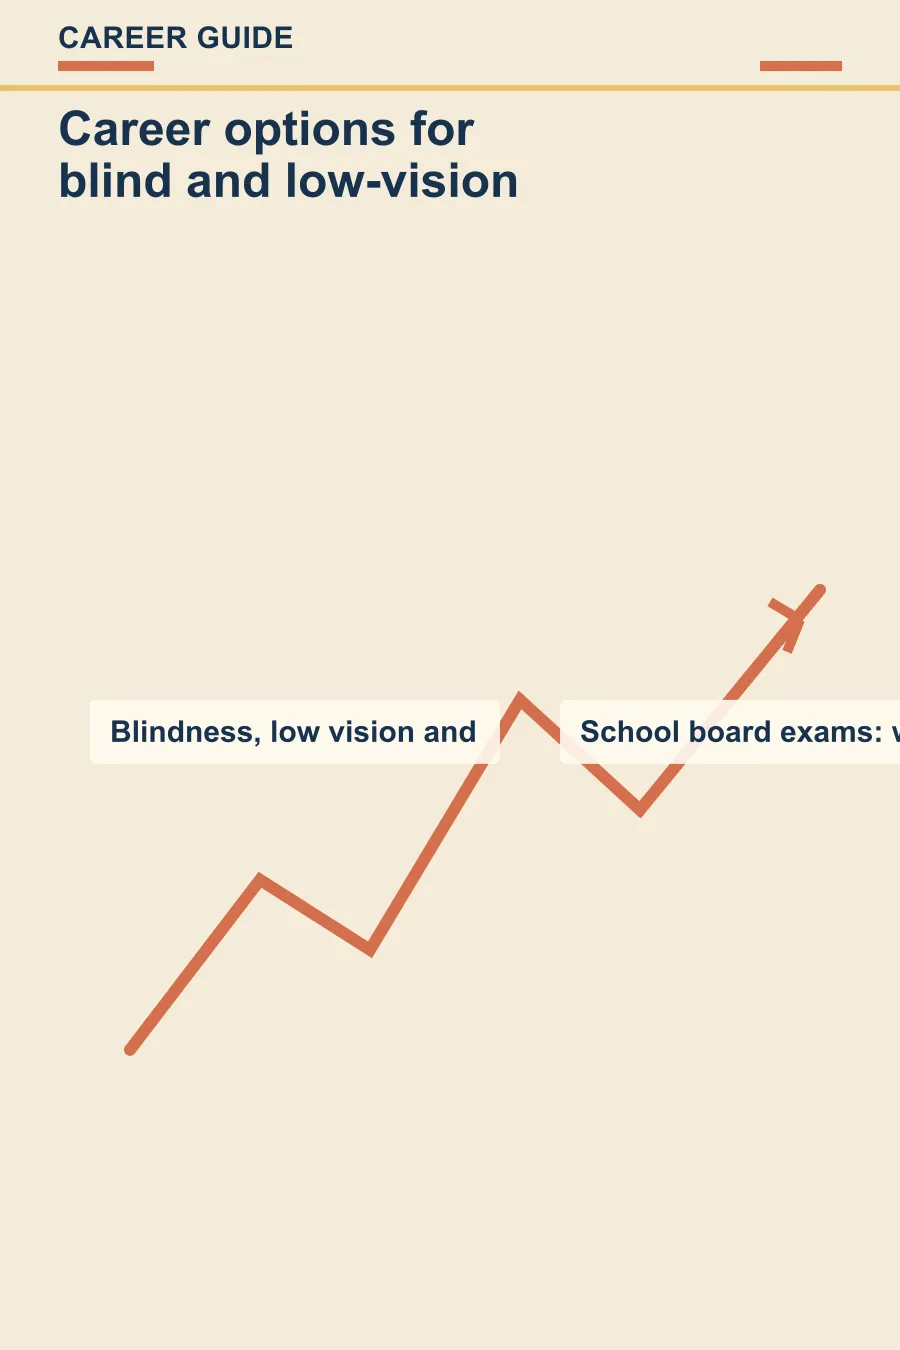 CAREER GUIDE
Career options for
blind and low-vision
Blindness, low vision and
School board exams: